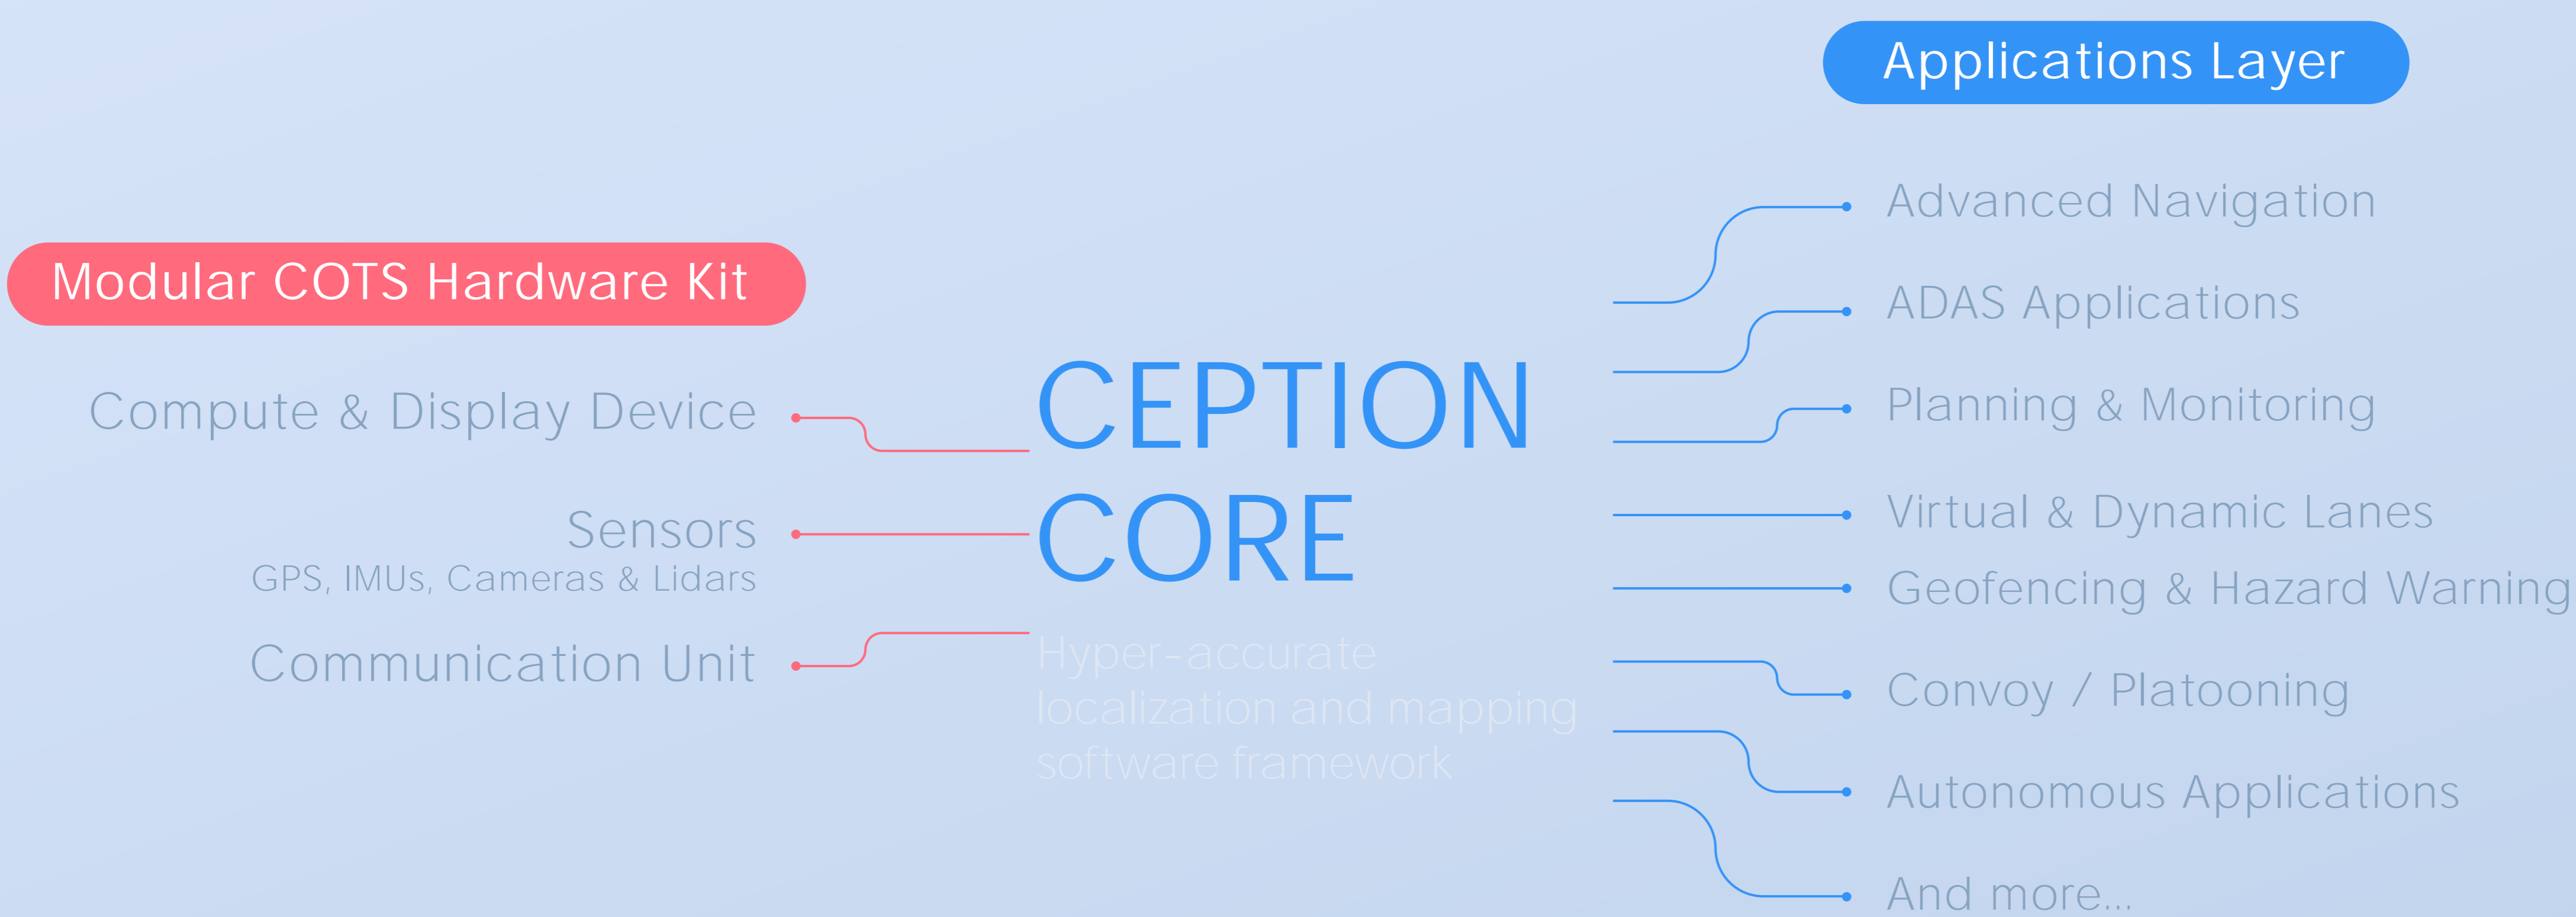 Modular COTS Hardware Kit
Compute & Display Device
Sensors
GPS, IMUs, Cameras & Lidars
Communication Unit
CEPTION
CORE
Hyper-accurate
localization and mapping
software framework
Applications Layer
Advanced Navigation
ADAS Applications
Planning & Monitoring
Virtual & Dynamic Lanes
Geofencing & Hazard Warning
Convoy / Platooning
Autonomous Applications
And more...